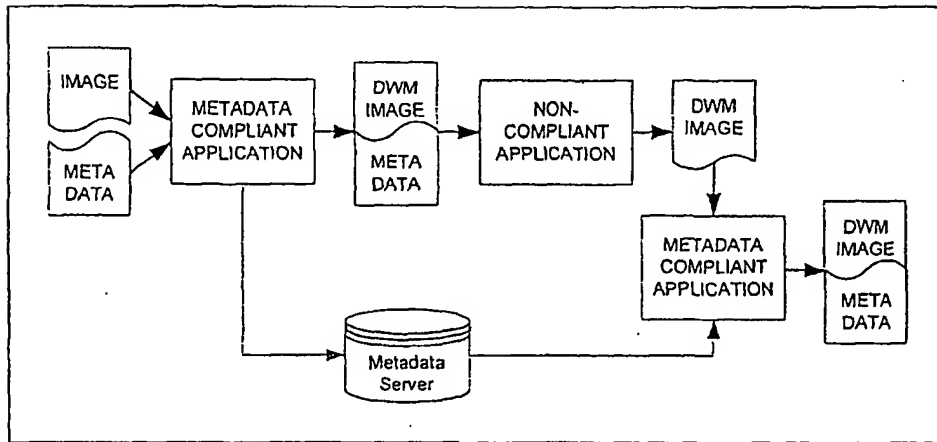 IMAGE
META
DATA
METADATA
COMPLIANT
APPLICATION
DWM
IMAGE
META
DATA
NON-
COMPLIANT
APPLICATION
DWM
IMAGE
METADATA
COMPLIANT
APPLICATION
DWM
IMAGE
META
DATA
Metadata
Server